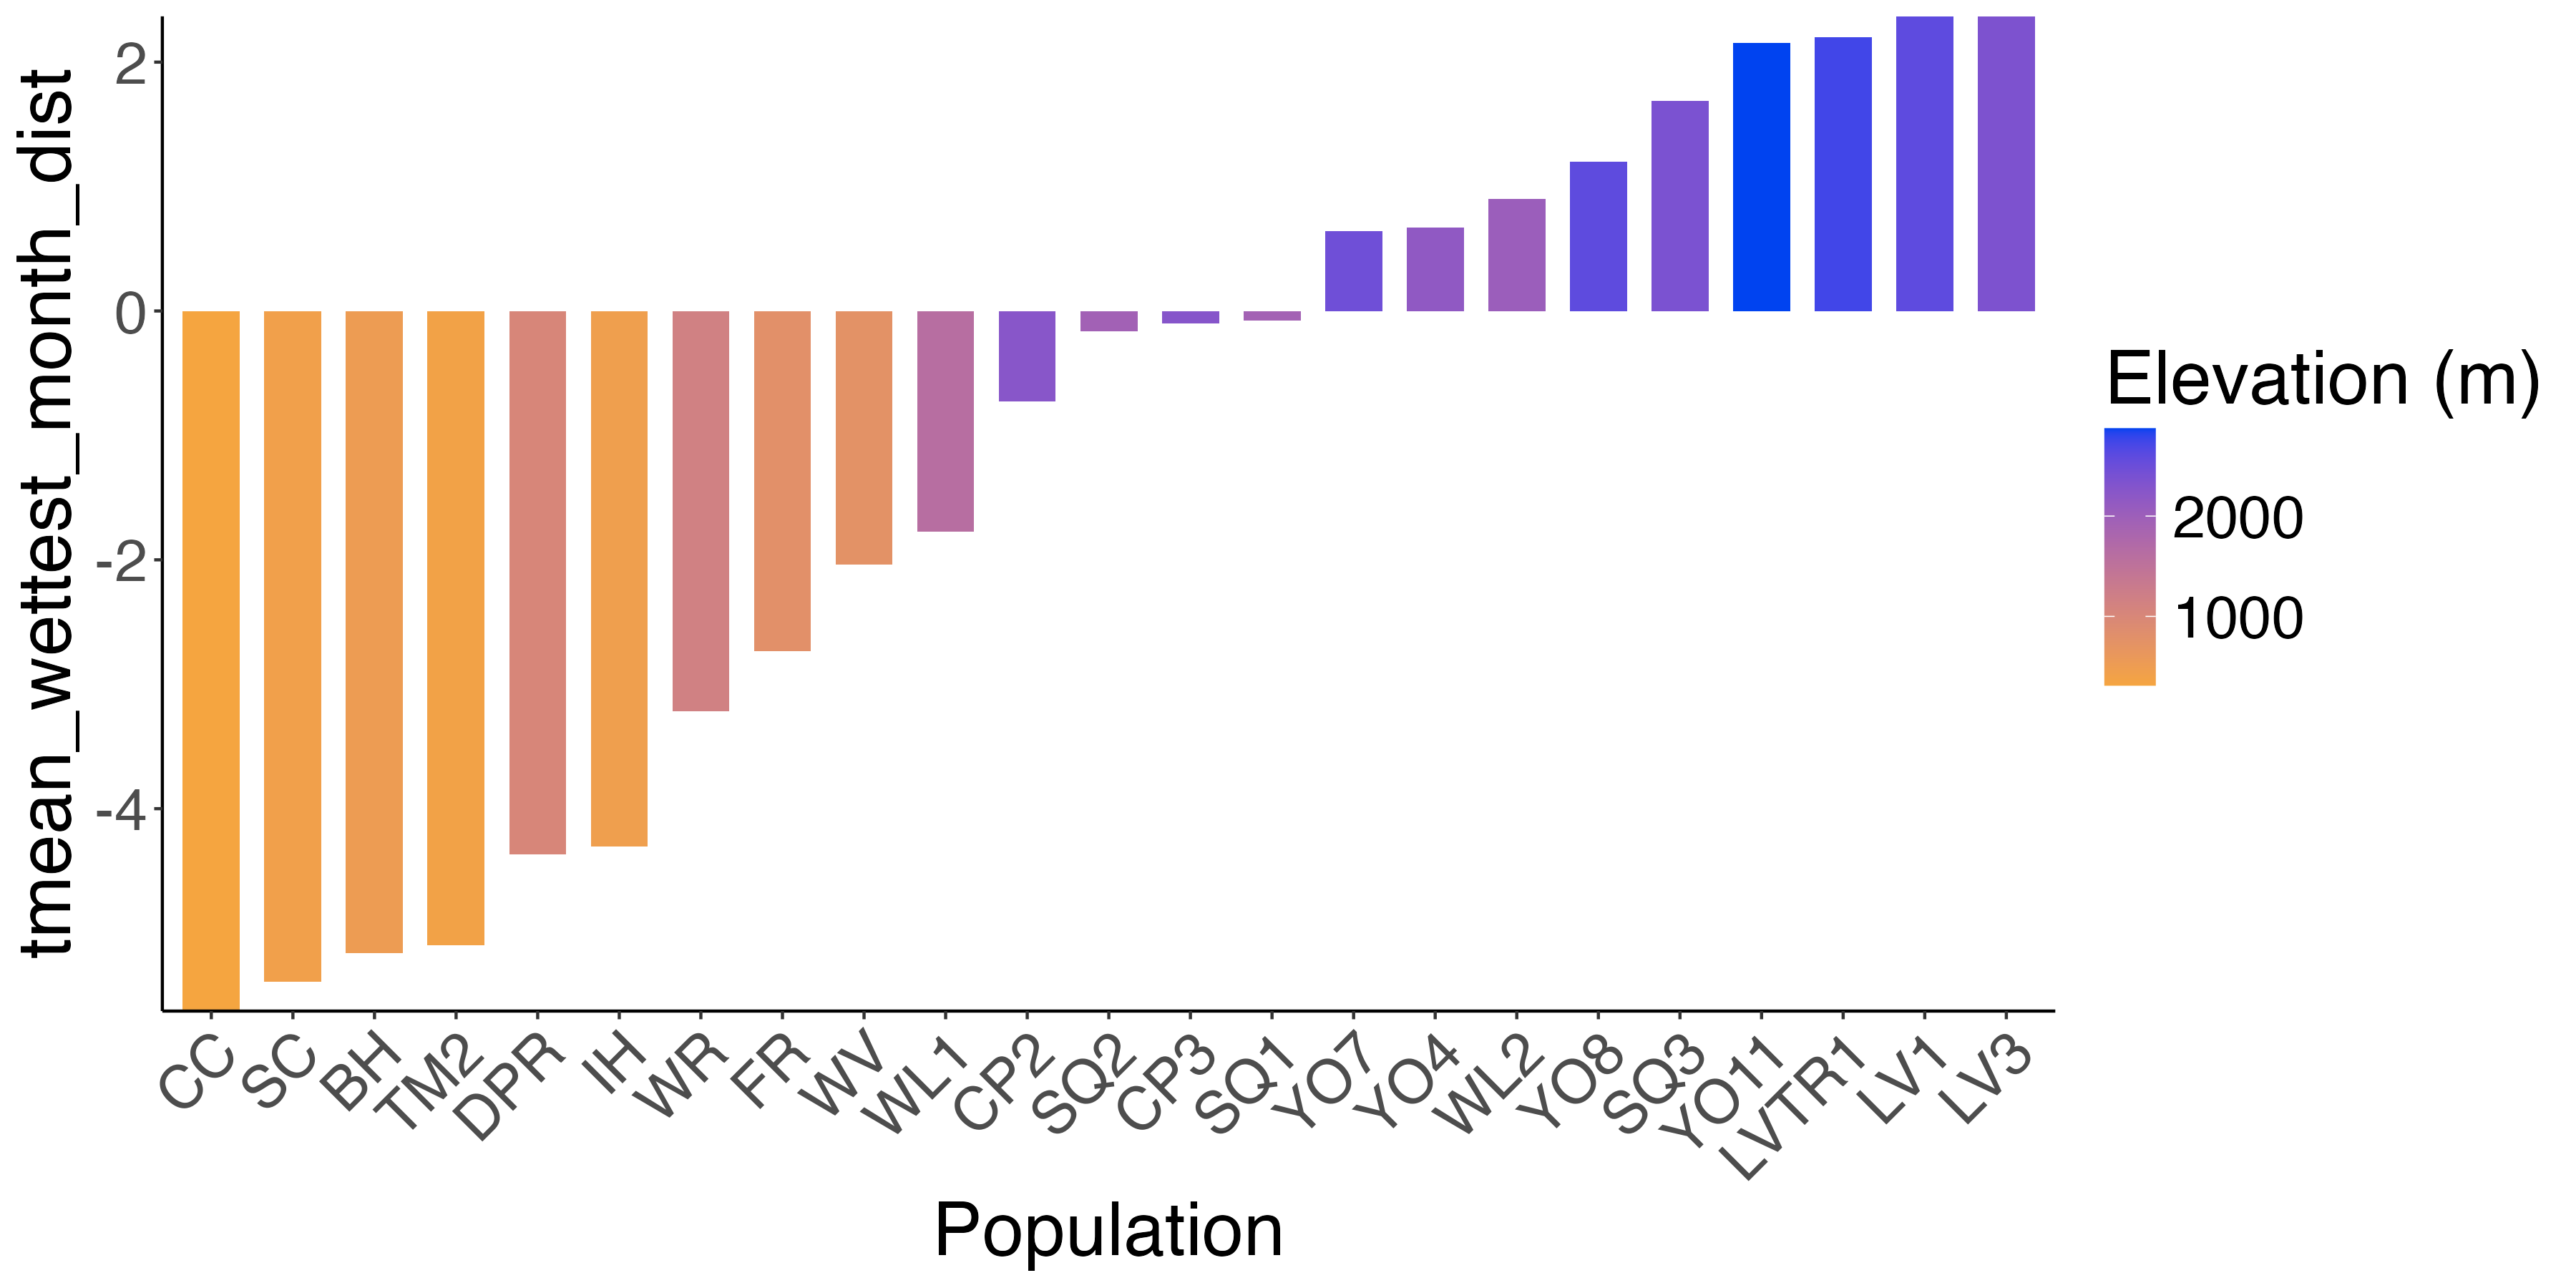 tmean_wettest_month_dist
2
0
-2
-4
CC SC BH TM2 DPR IH WR FR WV WL1 CP2 SQ2 CP3 SQ1 YO7 YO4 WL2 YO8 SQ3 YO11 LVTR1 LV1 LV3
Population
Elevation (m)
2000
1000